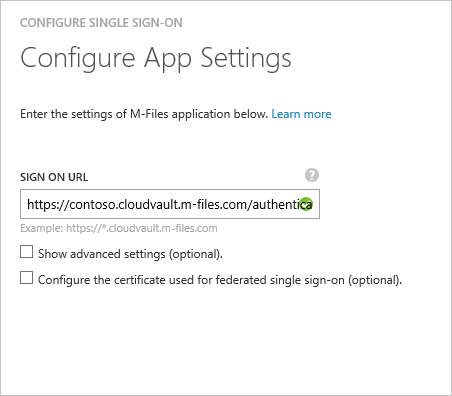 CONFIGURE SINGLE SIGN-ON
Configure App Settings
Enter the settings of M-Files application below. Learn more
SIGN ON URL
?
https://contoso.cloudvault.m-files.com/authentica
Example: https://*.cloudvault.m-files.com
Show advanced settings (optional).
Configure the certificate used for federated single sign-on (optional).